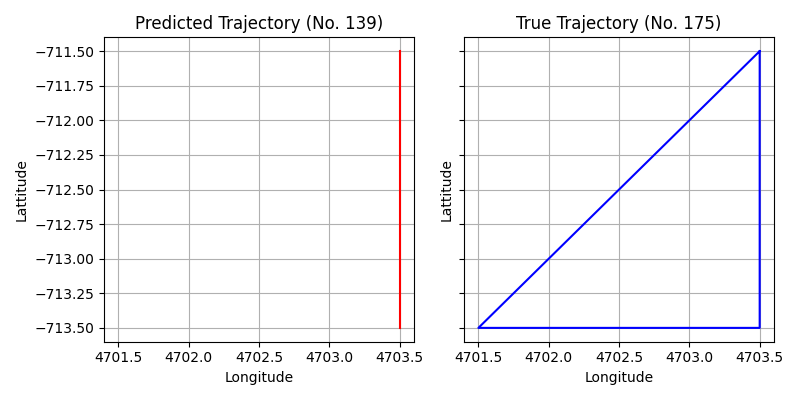 Predicted Trajectory (No. 139)
True Trajectory (No. 175)
Lattitude
−711.50
−711.75
−712.00
−712.25
−712.50
−712.75
−713.00
−713.25
−713.50
4701.5 4702.0 4702.5 4703.0 4703.5
Longitude
Lattitude
4701.5 4702.0 4702.5 4703.0 4703.5
Longitude